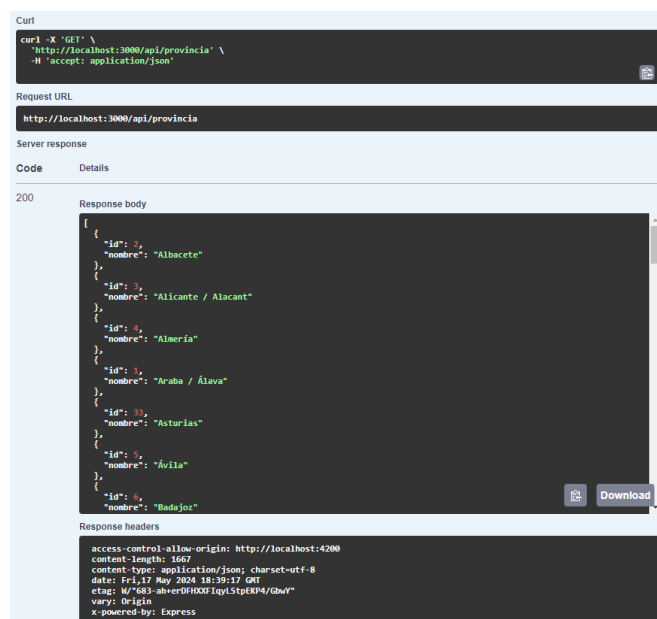 Curl
curl -X 'GET' \
'http://localhost:3000/api/provincia' \
-H 'accept: application/json'
Request URL
http://localhost:3000/api/provincia
Server response
Code Details
200
Response body
[
{
"id": 2,
"nombre": "Albacete"
},
{
"id": 3,
"nombre": "Alicante / Alacant"
},
{
"id": 4,
"nombre": "Almería"
},
{
"id": 1,
"nombre": "Araba / Álava"
},
{
"id": 33,
"nombre": "Asturias"
},
{
"id": 5,
"nombre": "Ávila"
},
{
"id": 6,
"nombre": "Badajoz"
Download
Response headers
access-control-allow-origin: http://localhost:4200
content-length: 1667
content-type: application/json; charset=utf-8
date: Fri,17 May 2024 18:39:17 GMT
etag: W/"683-ah+erDFHXXFIqyLStpEKP4/GbwY"
vary: Origin
x-powered-by: Express